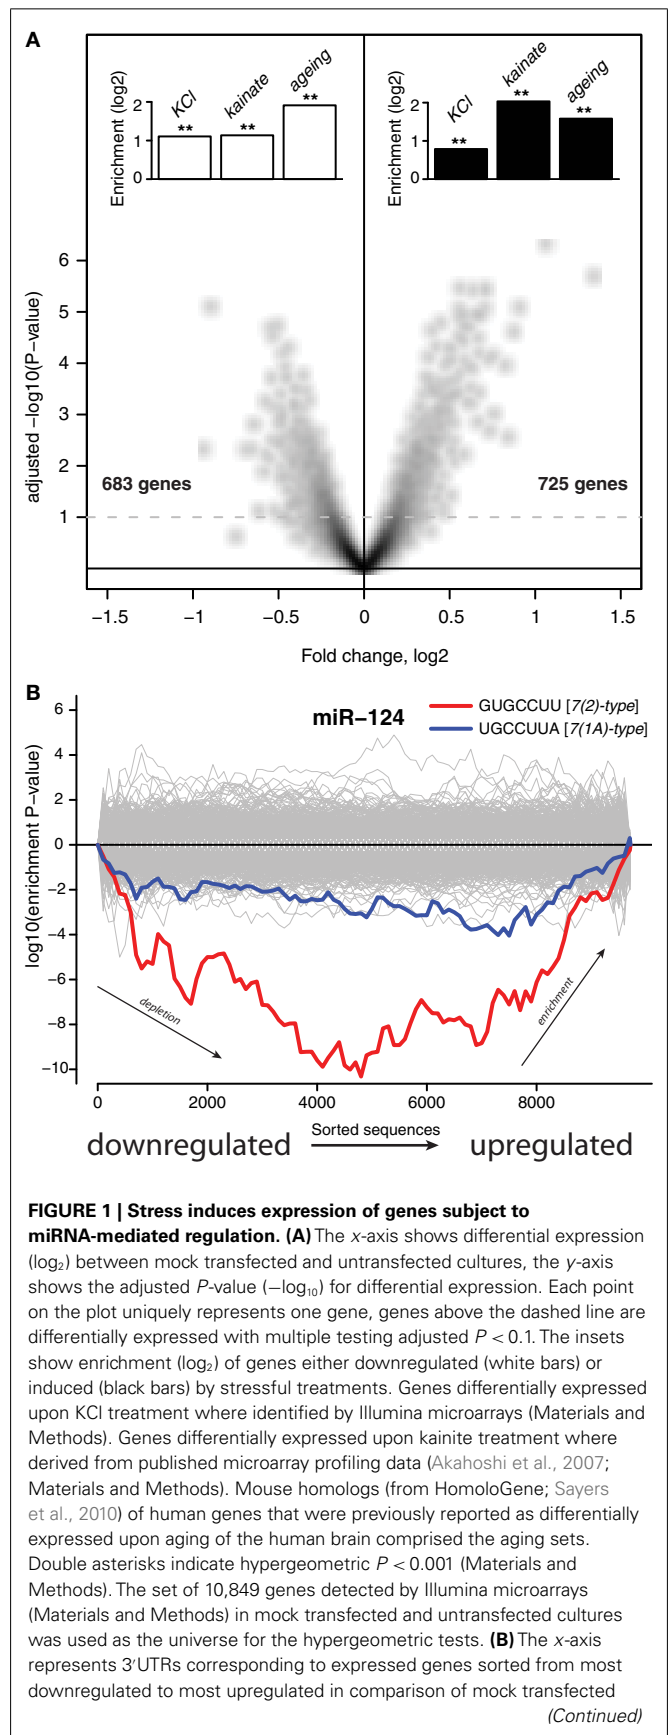 A
Enrichment (log2)
2
1
0
KCl
kainate
ageing
**
**
**
Enrichment (log2)
2
1
0
KCl
kainate
ageing
**
**
**
adjusted −log10(P−value)
6
5
4
3
2
1
683 genes
725 genes
−1.5
−1
−0.5
0
0.5
1
1.5
Fold change, log2
B
miR−124
GUGCCUU [7(2)-type]
UGCCUUA [7(1A)-type]
log10(enrichment P−value)
6
4
2
0
−2
−4
−6
−8
−10
depletion
enrichment
0
2000
4000
6000
8000
Sorted sequences
downregulated
upregulated
FIGURE 1 | Stress induces expression of genes subject to
miRNA-mediated regulation. (A) The x-axis shows differential expression
(log₂) between mock transfected and untransfected cultures, the y-axis
shows the adjusted P-value (−log₁₀) for differential expression. Each point
on the plot uniquely represents one gene, genes above the dashed line are
differentially expressed with multiple testing adjusted P < 0.1. The insets
show enrichment (log₂) of genes either downregulated (white bars) or
induced (black bars) by stressful treatments. Genes differentially expressed
upon KCl treatment where identified by Illumina microarrays (Materials and
Methods). Genes differentially expressed upon kainite treatment where
derived from published microarray profiling data (Akahoshi et al., 2007;
Materials and Methods). Mouse homologs (from HomoloGene; Sayers
et al., 2010) of human genes that were previously reported as differentially
expressed upon aging of the human brain comprised the aging sets.
Double asterisks indicate hypergeometric P < 0.001 (Materials and
Methods). The set of 10,849 genes detected by Illumina microarrays
(Materials and Methods) in mock transfected and untransfected cultures
was used as the universe for the hypergeometric tests. (B) The x-axis
represents 3′UTRs corresponding to expressed genes sorted from most
downregulated to most upregulated in comparison of mock transfected
(Continued)